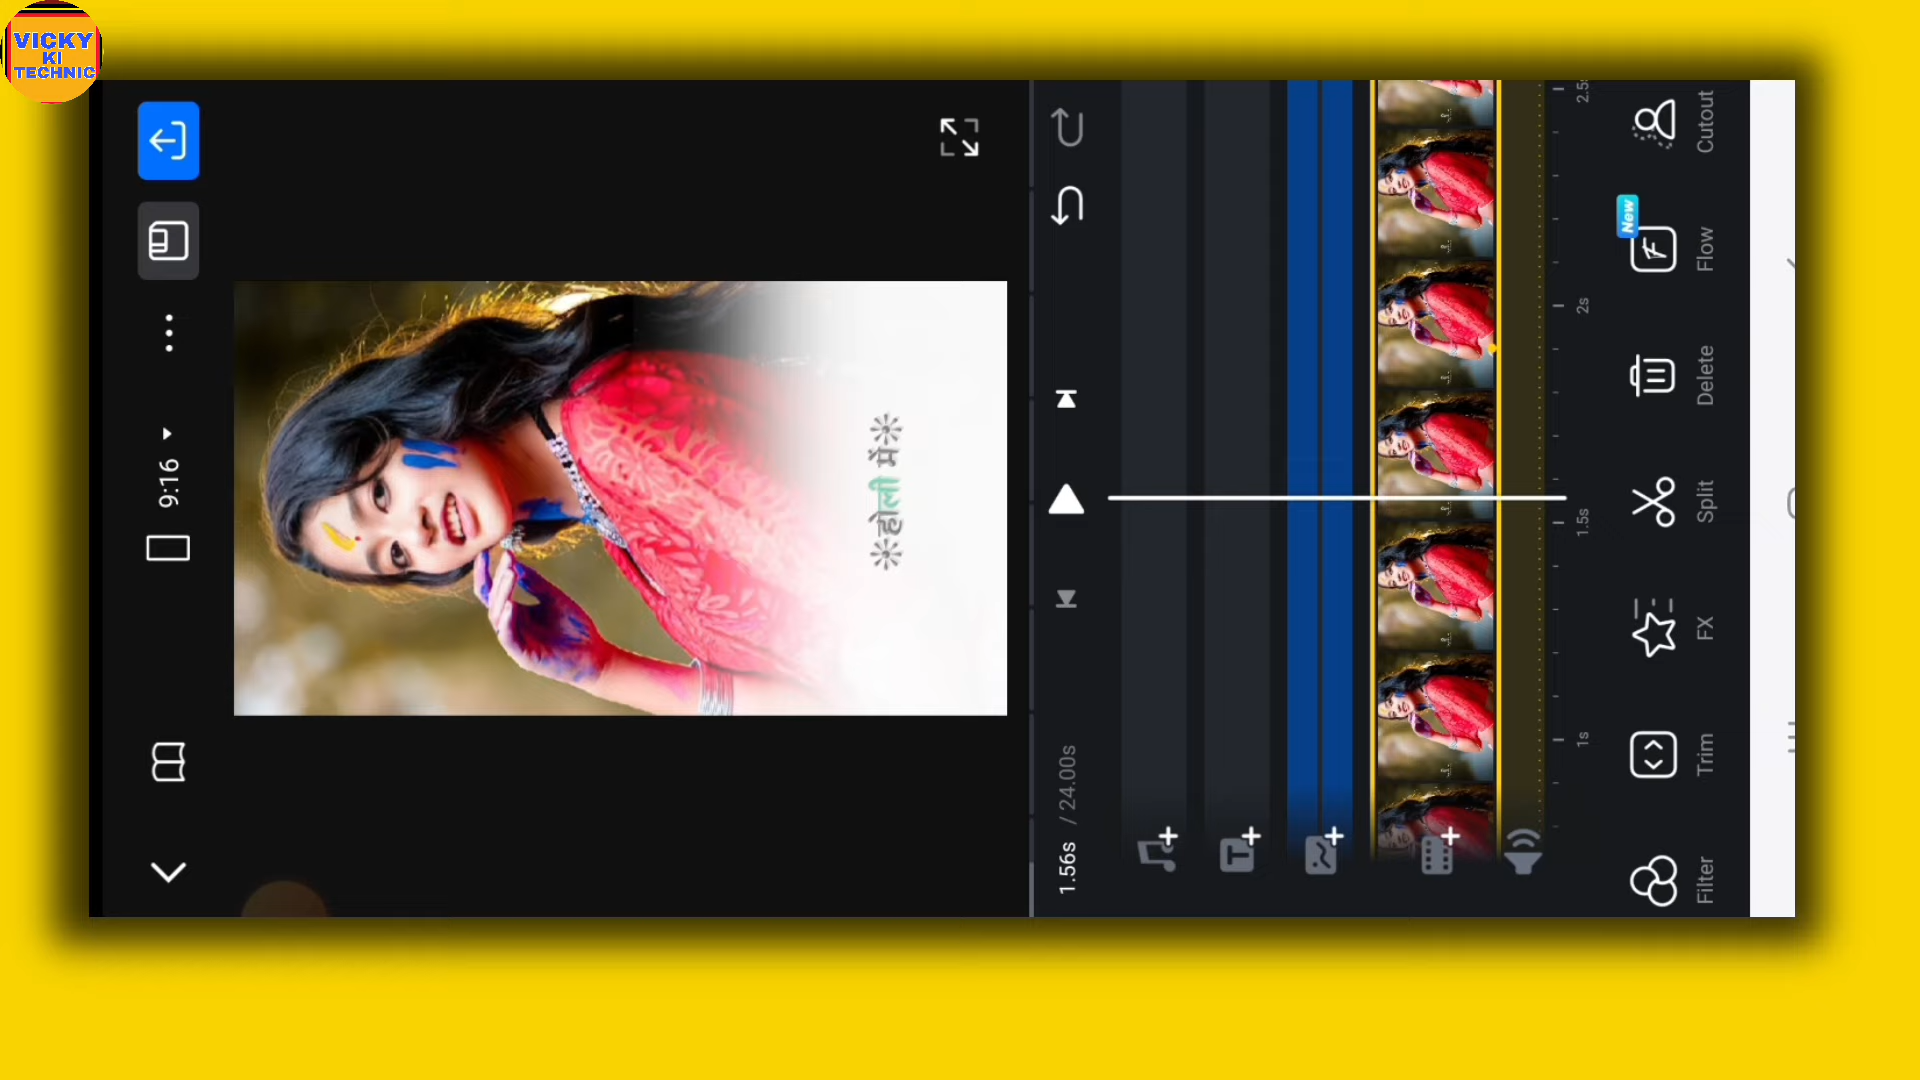 VICKY
KI
TECHNIC
9:16
※होली में※
1.56s / 24.00s
1s
1.5s
2s
2.5s
Filter
Trim
FX
Split
Delete
New
Flow
Cutout